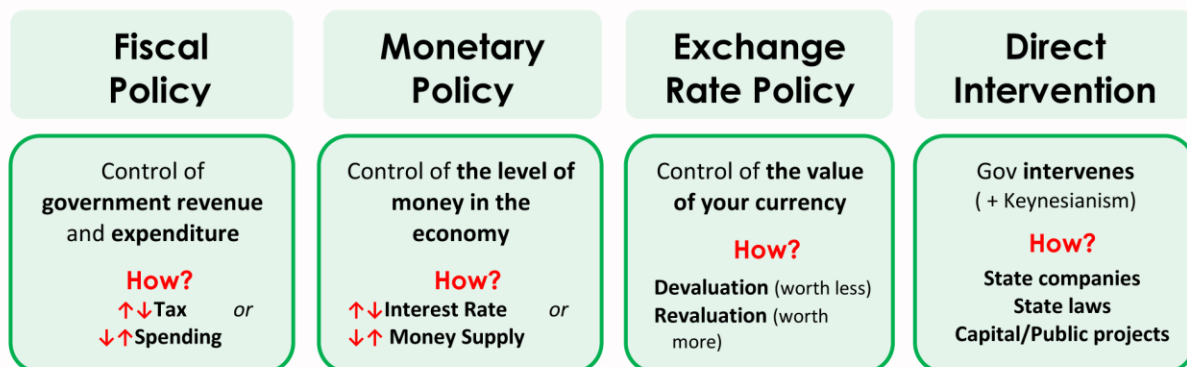 Fiscal
Policy
Control of
government revenue
and expenditure
How?
↑↓Tax or
↓↑Spending
Monetary
Policy
Control of the level of
money in the
economy
How?
↑↓Interest Rate or
↓↑ Money Supply
Exchange
Rate Policy
Control of the value
of your currency
How?
Devaluation (worth less)
Revaluation (worth
more)
Direct
Intervention
Gov intervenes
( + Keynesianism)
How?
State companies
State laws
Capital/Public projects